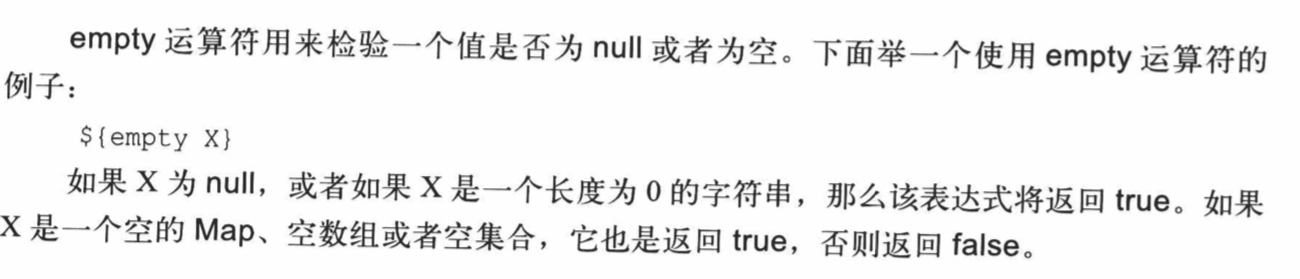 empty 运算符用来检验一个值是否为 null 或者为空。下面举一个使用 empty 运算符的
例子：
${empty X}
如果 X 为 null，或者如果 X 是一个长度为 0 的字符串，那么该表达式将返回 true。如果
X 是一个空的 Map、空数组或者空集合，它也是返回 true，否则返回 false。